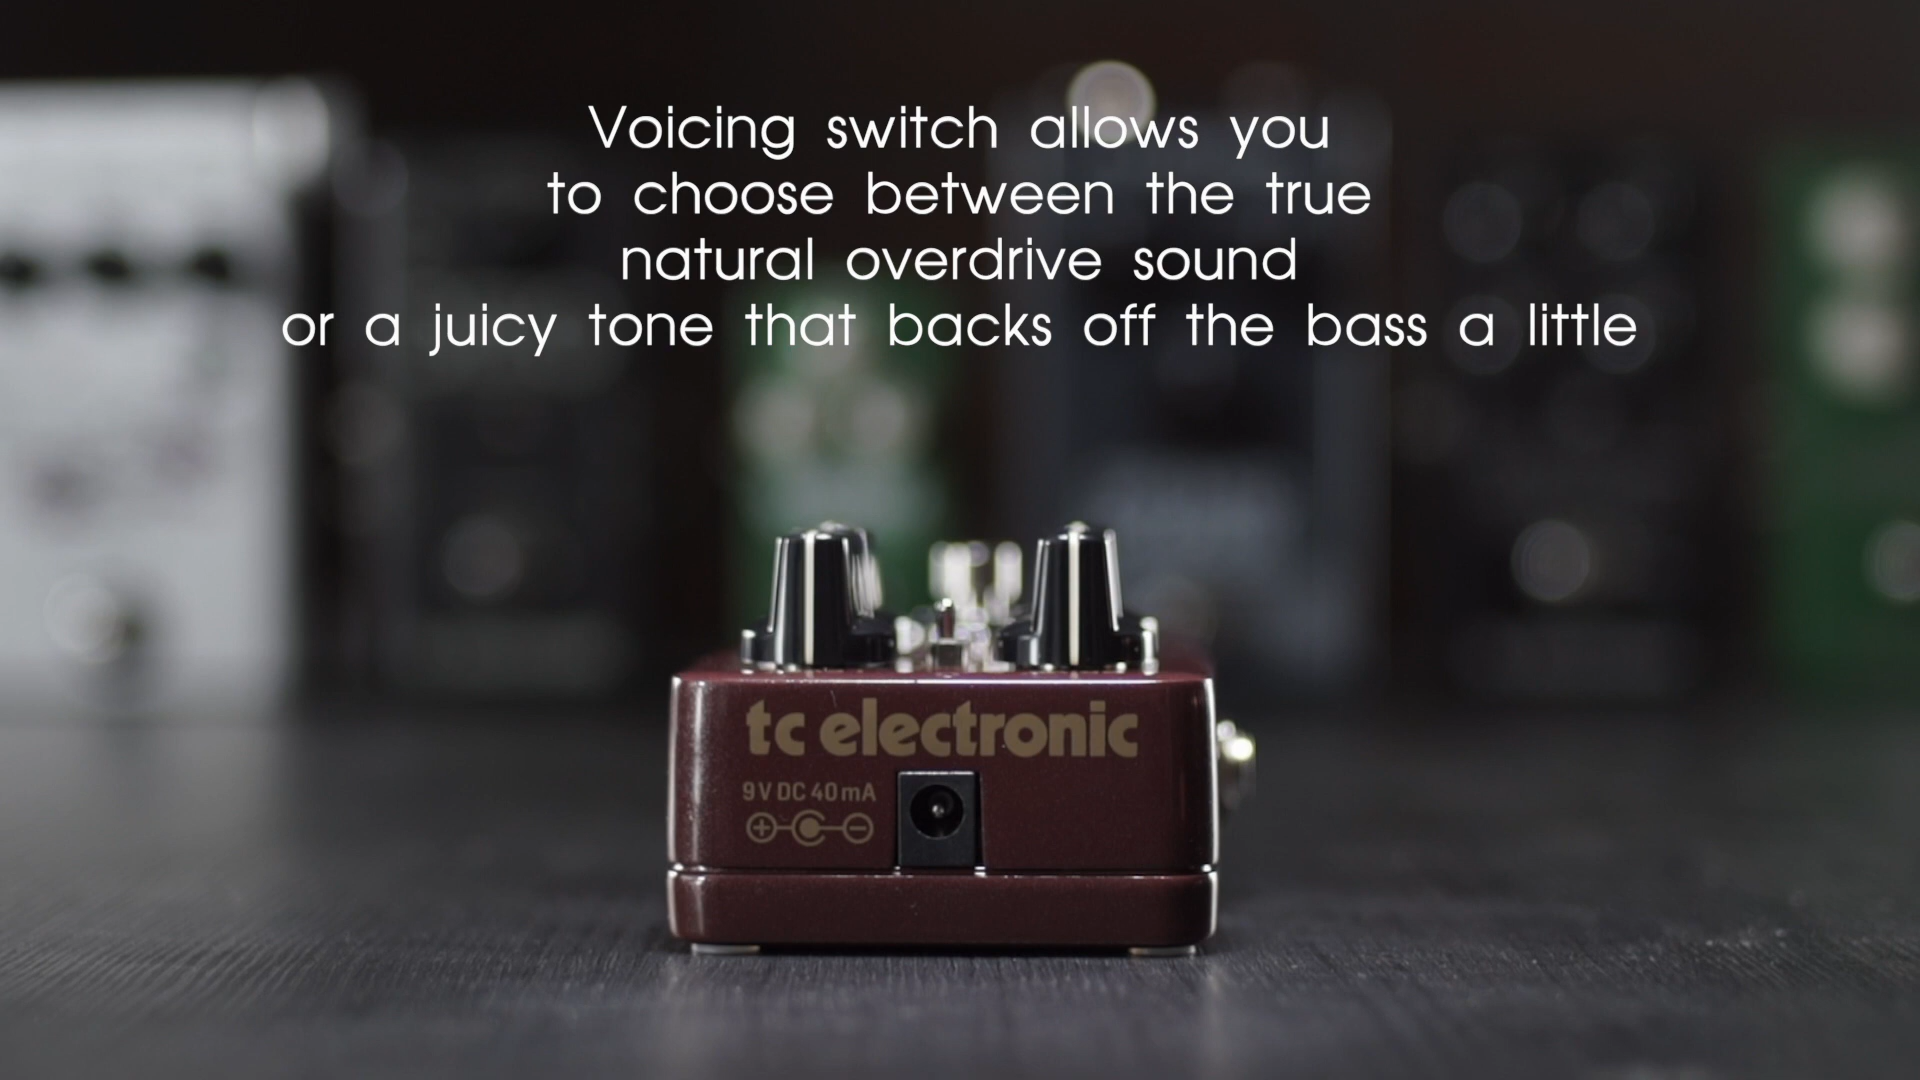 Voicing switch allows you
to choose between the true
natural overdrive sound
or a juicy tone that backs off the bass a little
tc electronic
9V DC 40mA